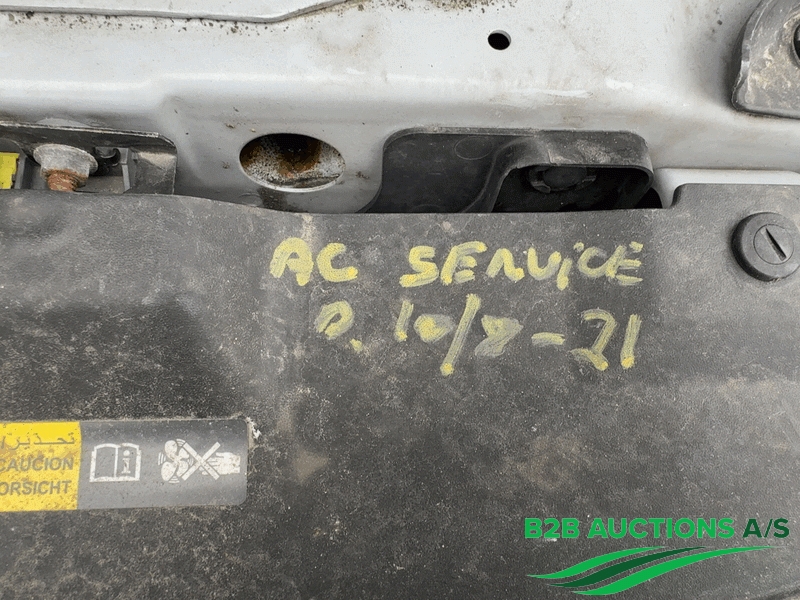 AC SERVICE
D. 10/8-21
تحذير/
CAUCION
ORSICHT
B2B AUCTIONS A/S